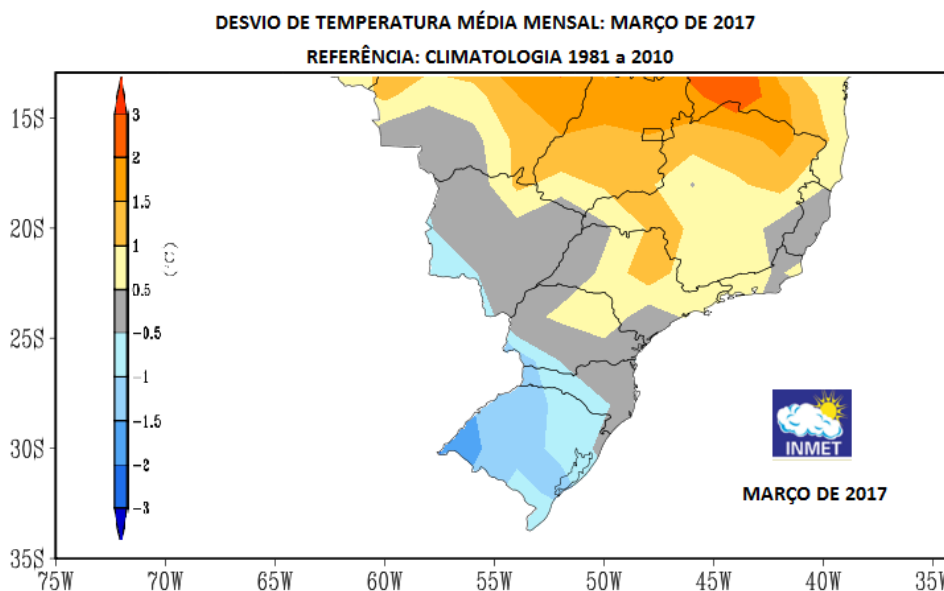 DESVIO DE TEMPERATURA MÉDIA MENSAL: MARÇO DE 2017
REFERÊNCIA: CLIMATOLOGIA 1981 a 2010
3
2
1.5
1
0.5
-0.5
-1
-1.5
-2
-3
(°C)
15S
20S
25S
30S
35S
75W
70W
65W
60W
55W
50W
45W
40W
35W
INMET
MARÇO DE 2017